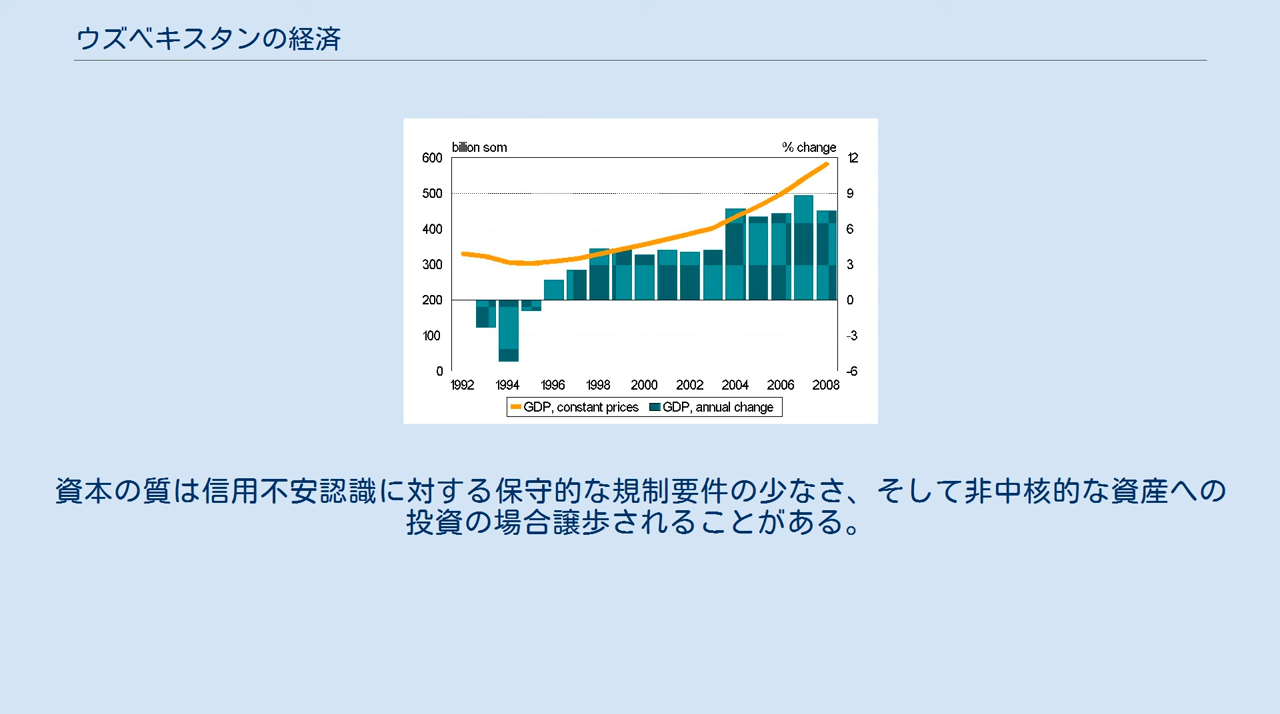 ウズベキスタンの経済
billion som
% change
600
12
500
9
400
6
300
3
200
0
100
-3
0
-6
1992 1994 1996 1998 2000 2002 2004 2006 2008
GDP, constant prices GDP, annual change
資本の質は信用不安認識に対する保守的な規制要件の少なさ、そして非中核的な資産への
投資の場合譲歩されることがある。